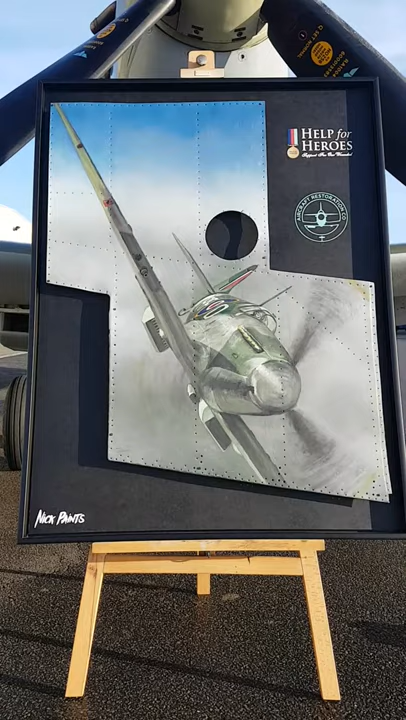 HELP for
HEROES
Support For Our Wounded
AIRCRAFT RESTORATION CO
NICK PAINTS